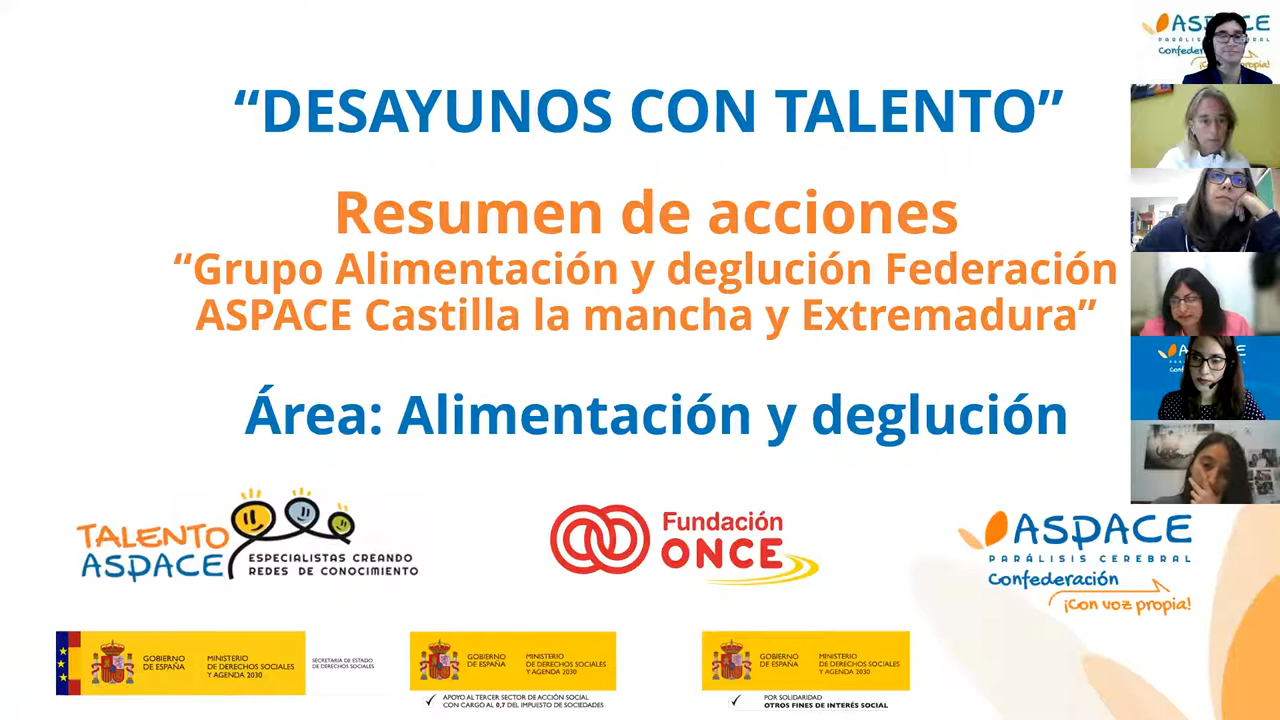 “DESAYUNOS CON TALENTO”
Resumen de acciones
“Grupo Alimentación y deglución Federación
ASPACE Castilla la mancha y Extremadura”
Área: Alimentación y deglución
TALENTO
ASPACE
ESPECIALISTAS CREANDO
REDES DE CONOCIMIENTO
Fundación
ONCE
ASPACE
PARÁLISIS CEREBRAL
Confederación
¡Con voz propia!
GOBIERNO
DE ESPAÑA
MINISTERIO
DE DERECHOS SOCIALES
Y AGENDA 2030
SECRETARÍA DE ESTADO
DE DERECHOS SOCIALES
GOBIERNO
DE ESPAÑA
MINISTERIO
DE DERECHOS SOCIALES
Y AGENDA 2030
APOYO AL TERCER SECTOR DE ACCIÓN SOCIAL
CON CARGO AL 0,7 DEL IMPUESTO DE SOCIEDADES
GOBIERNO
DE ESPAÑA
MINISTERIO
DE DERECHOS SOCIALES
Y AGENDA 2030
POR SOLIDARIDAD
OTROS FINES DE INTERÉS SOCIAL